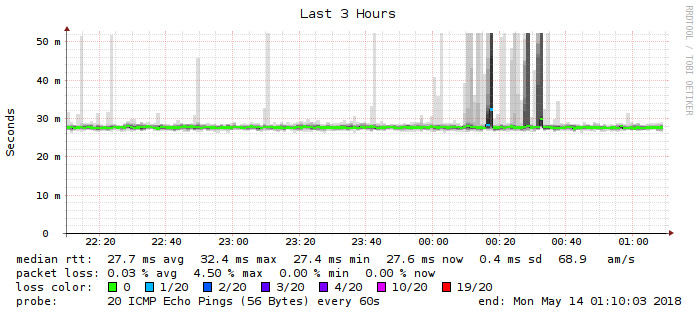 Last 3 Hours
RRDTOOL / TOBI OETIKER
Seconds
50 m
40 m
30 m
20 m
10 m
0
22:20 22:40 23:00 23:20 23:40 00:00 00:20 00:40 01:00
median rtt: 27.7 ms avg 32.4 ms max 27.4 ms min 27.6 ms now 0.4 ms sd 68.9 am/s
packet loss: 0.03 % avg 4.50 % max 0.00 % min 0.00 % now
loss color: 0 1/20 2/20 3/20 4/20 10/20 19/20
probe: 20 ICMP Echo Pings (56 Bytes) every 60s end: Mon May 14 01:10:03 2018